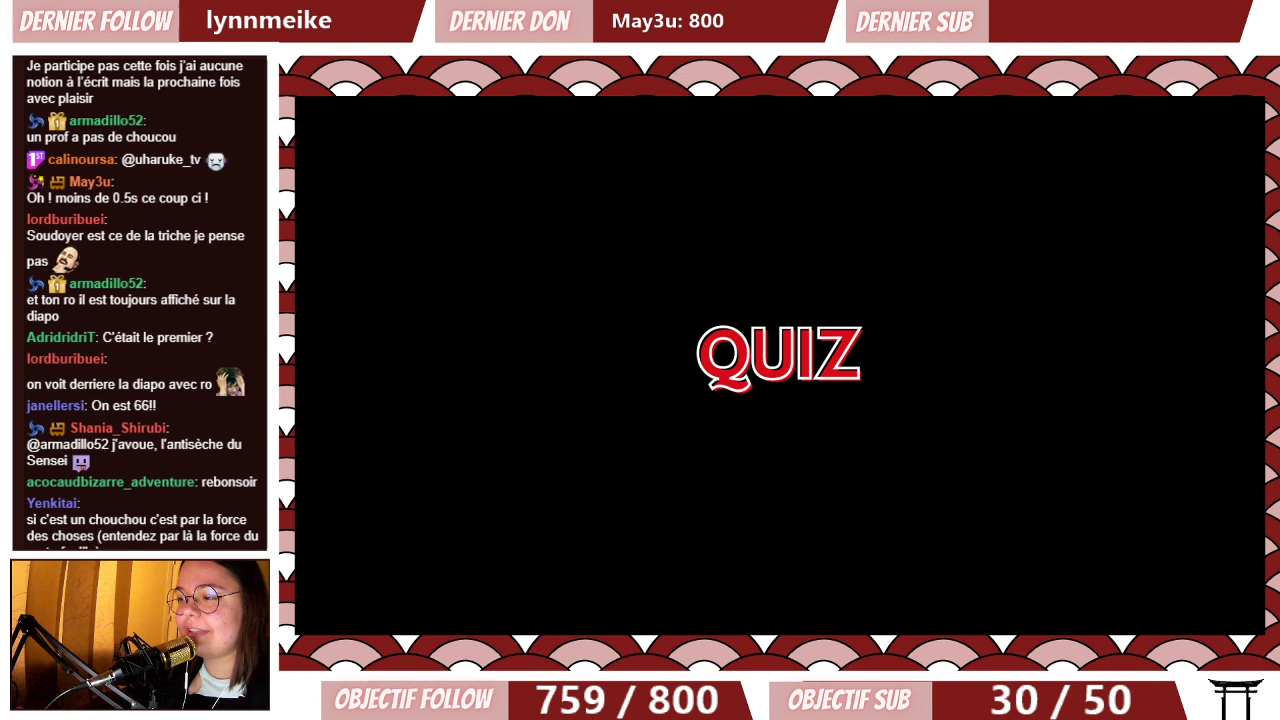 DERNIER FOLLOW lynnmeike DERNIER DON May3u: 800 DERNIER SUB
Je participe pas cette fois j'ai aucune
notion à l'écrit mais la prochaine fois
avec plaisir
armadillo52:
un prof a pas de choucou
1ST calinoursa: @uharuke_tv
May3u:
Oh ! moins de 0.5s ce coup ci !
lordburibuei:
Soudoyer est ce de la triche je pense
pas
armadillo52:
et ton ro il est toujours affiché sur la
diapo
AdridridriT: C'était le premier ?
lordburibuei:
on voit derriere la diapo avec ro
janellersi: On est 66!!
Shania_Shirubi:
@armadillo52 j'avoue, l'antisèche du
Sensei
acocaudbizarre_adventure: rebonsoir
Yenkitai:
si c'est un chouchou c'est par la force
des choses (entendez par là la force du
QUIZ
OBJECTIF FOLLOW 759 / 800 OBJECTIF SUB 30 / 50